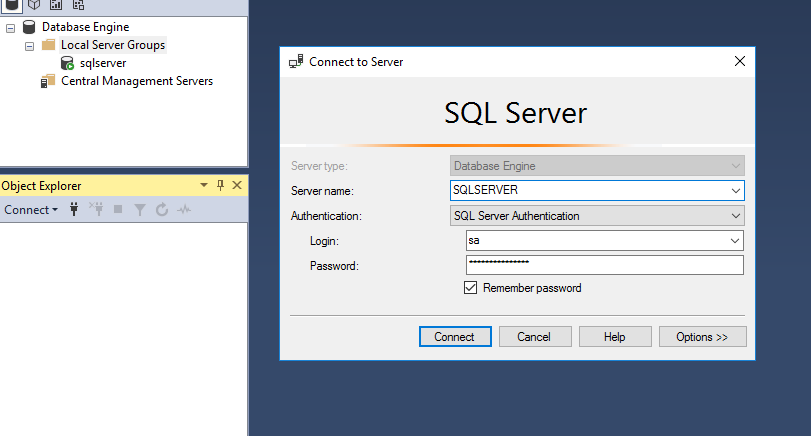 Database Engine
Local Server Groups
sqlserver
Central Management Servers
Object Explorer
Connect
Connect to Server
SQL Server
Server type:
Database Engine
Server name:
SQLSERVER
Authentication:
SQL Server Authentication
Login:
sa
Password:
***************
Remember password
Connect
Cancel
Help
Options >>